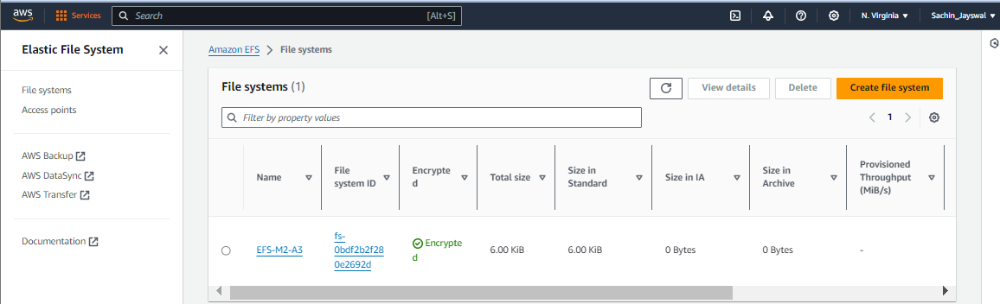 aws Services Search [Alt+S] N. Virginia Sachin_Jayswal
Elastic File System
File systems
Access points
AWS Backup
AWS DataSync
AWS Transfer
Documentation
Amazon EFS File systems
File systems (1)
View details Delete Create file system
Filter by property values
1
Name File system ID Encrypte d Total size Size in Standard Size in IA Size in Archive Provisioned Throughput (MiB/s)
EFS-M2-A3 fs-0bdf2b2f280e2692d Encrypte d 6.00 KiB 6.00 KiB 0 Bytes 0 Bytes -